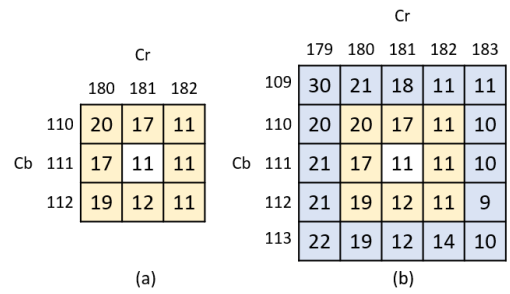 Cr
180 181 182
110 20 17 11
Cb 111 17 11 11
112 19 12 11
(a)
Cr
179 180 181 182 183
109 30 21 18 11 11
110 20 20 17 11 10
Cb 111 21 17 11 11 10
112 21 19 12 11 9
113 22 19 12 14 10
(b)